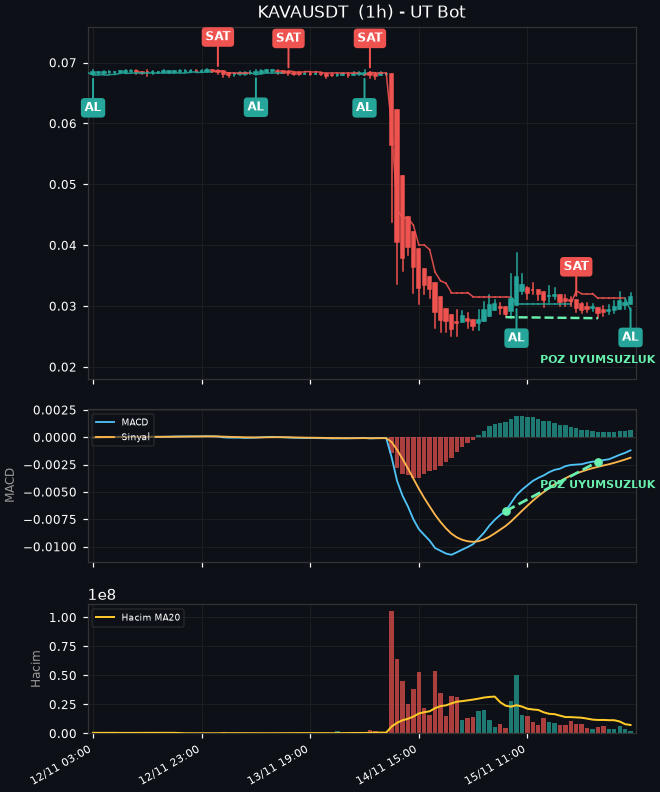 KAVAUSDT (1h) - UT Bot
0.07
0.06
0.05
0.04
0.03
0.02
SAT
SAT
SAT
AL
AL
AL
SAT
AL
AL
POZ UYUMSUZLUK
MACD
0.0025
0.0000
−0.0025
−0.0050
−0.0075
−0.0100
MACD
Sinyal
POZ UYUMSUZLUK
1e8
Hacim
1.00
0.75
0.50
0.25
0.00
Hacim MA20
12/11 03:00
12/11 23:00
13/11 19:00
14/11 15:00
15/11 11:00